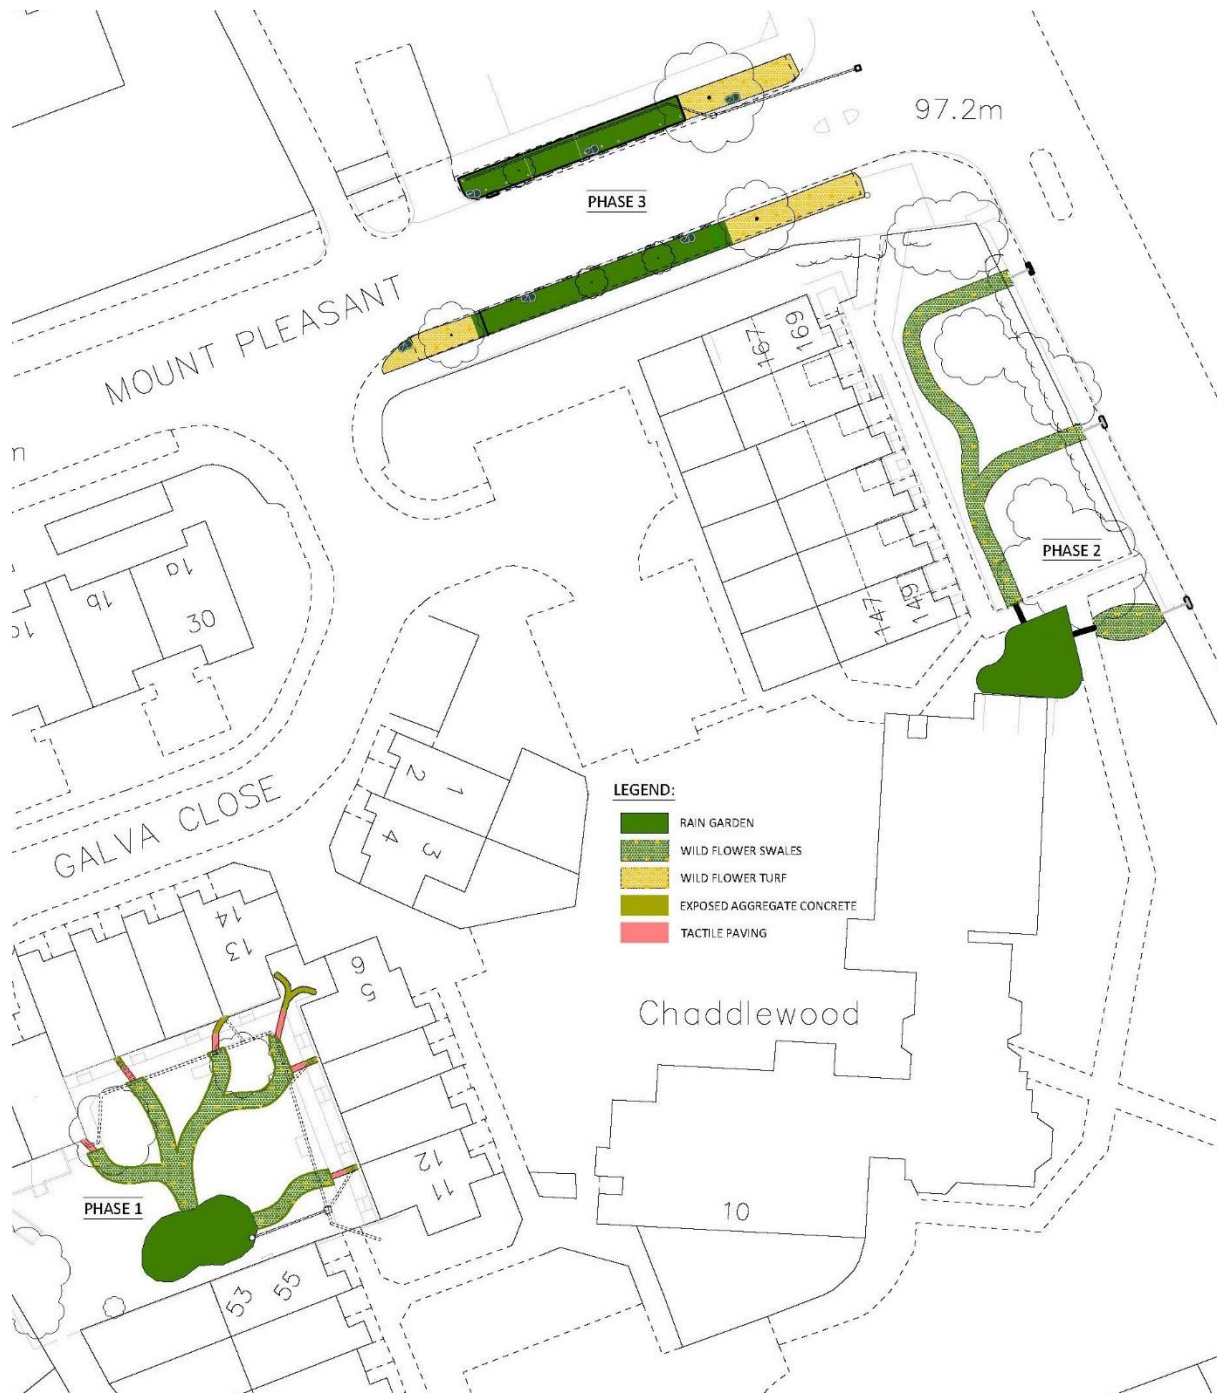 97.2m
PHASE 3
MOUNT PLEASANT
167
169
m
1a
1b
1c
30
PHASE 2
147
149
GALVA CLOSE
2
1
4
3
LEGEND:
RAIN GARDEN
WILD FLOWER SWALES
WILD FLOWER TURF
EXPOSED AGGREGATE CONCRETE
TACTILE PAVING
14
13
6
5
Chaddlewood
12
11
PHASE 1
10
53
55